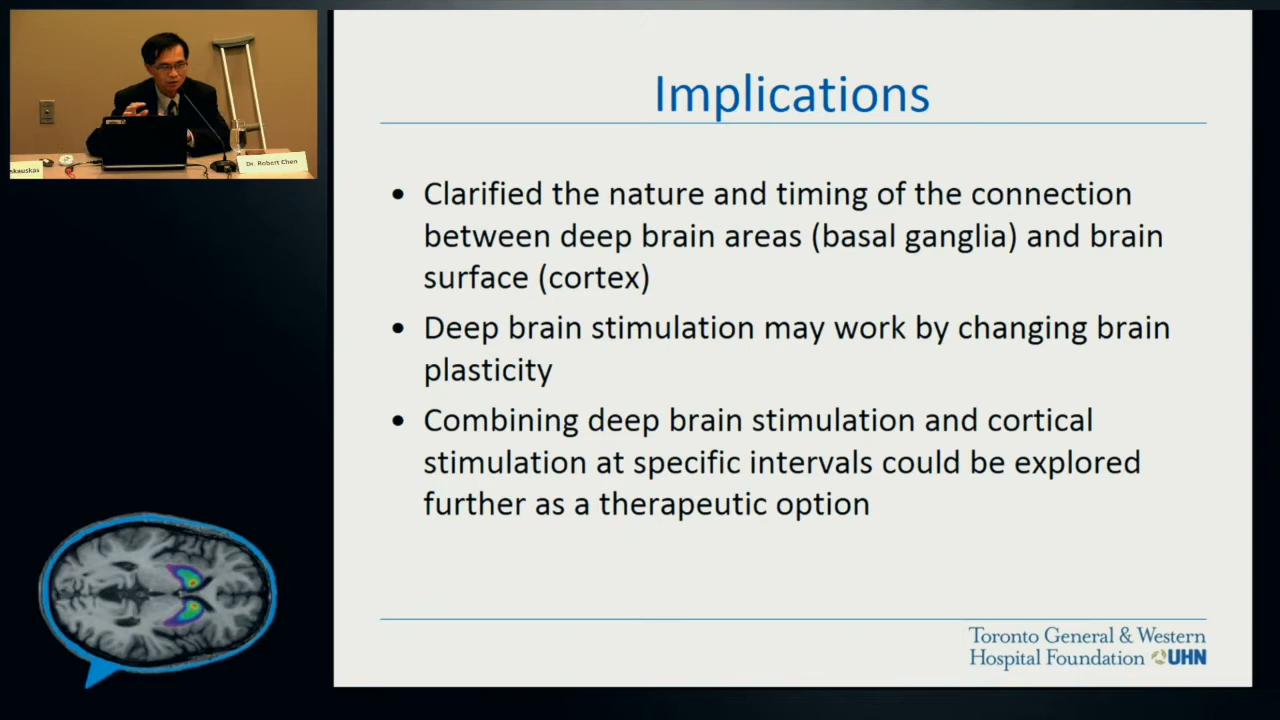 skauskas
Dr. Robert Chen
Implications
• Clarified the nature and timing of the connection
between deep brain areas (basal ganglia) and brain
surface (cortex)
• Deep brain stimulation may work by changing brain
plasticity
• Combining deep brain stimulation and cortical
stimulation at specific intervals could be explored
further as a therapeutic option
Toronto General & Western
Hospital Foundation UHN